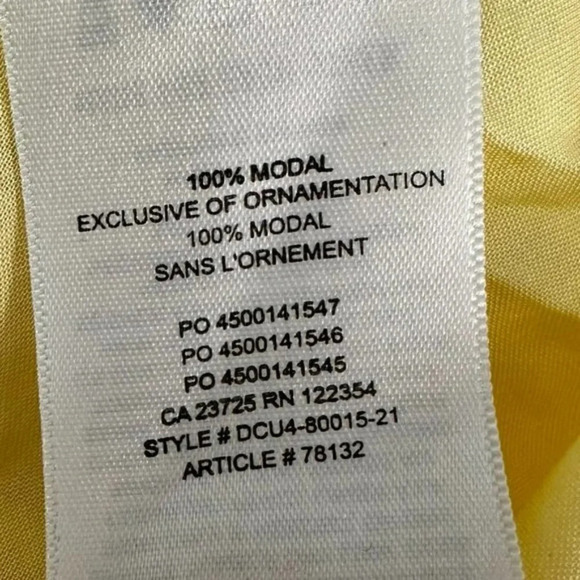 100% MODAL
EXCLUSIVE OF ORNAMENTATION
100% MODAL
SANS L'ORNEMENT
PO 4500141547
PO 4500141546
PO 4500141545
CA 23725 RN 122354
STYLE # DCU4-80015-21
ARTICLE # 78132